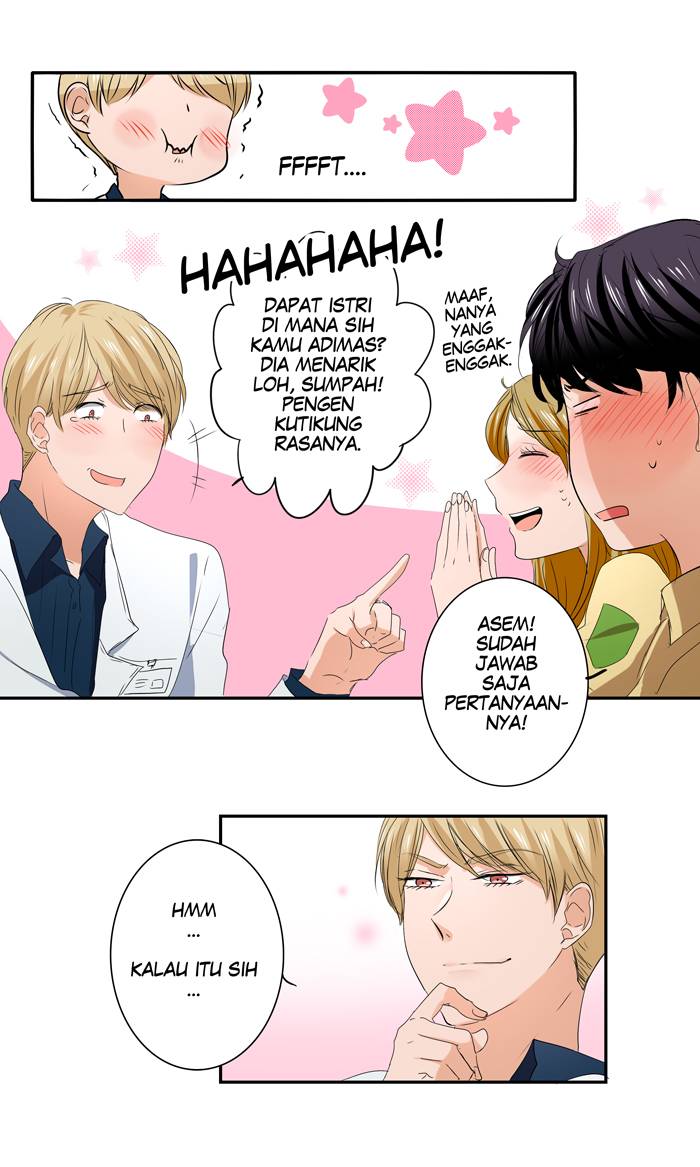 FFFFT....
HAHAHAHA!
DAPAT ISTRI
DI MANA SIH
KAMU ADIMAS?
DIA MENARIK
LOH, SUMPAH!
PENGEN
KUTIKUNG
RASANYA.
MAAF,
NANYA
YANG
ENGGAK-
ENGGAK.
ASEM!
SUDAH
JAWAB
SAJA
PERTANYAAN-
NYA!
HMM
...
KALAU ITU SIH
...